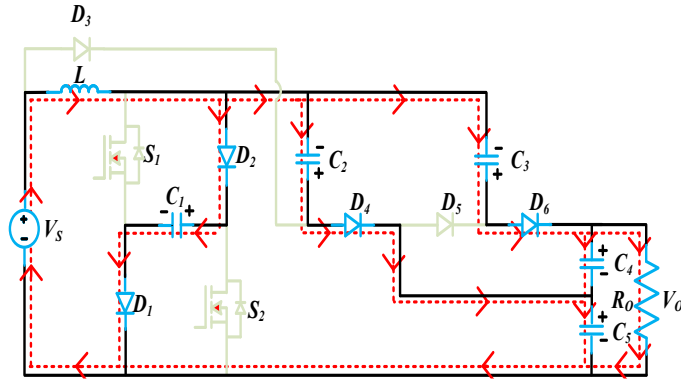 D3
L
S1
D2
C1
C2
C3
- +
- +
- +
VS
+
-
D4
D5
D6
D1
S2
+
-
C4
RO
VO
+
-
C5